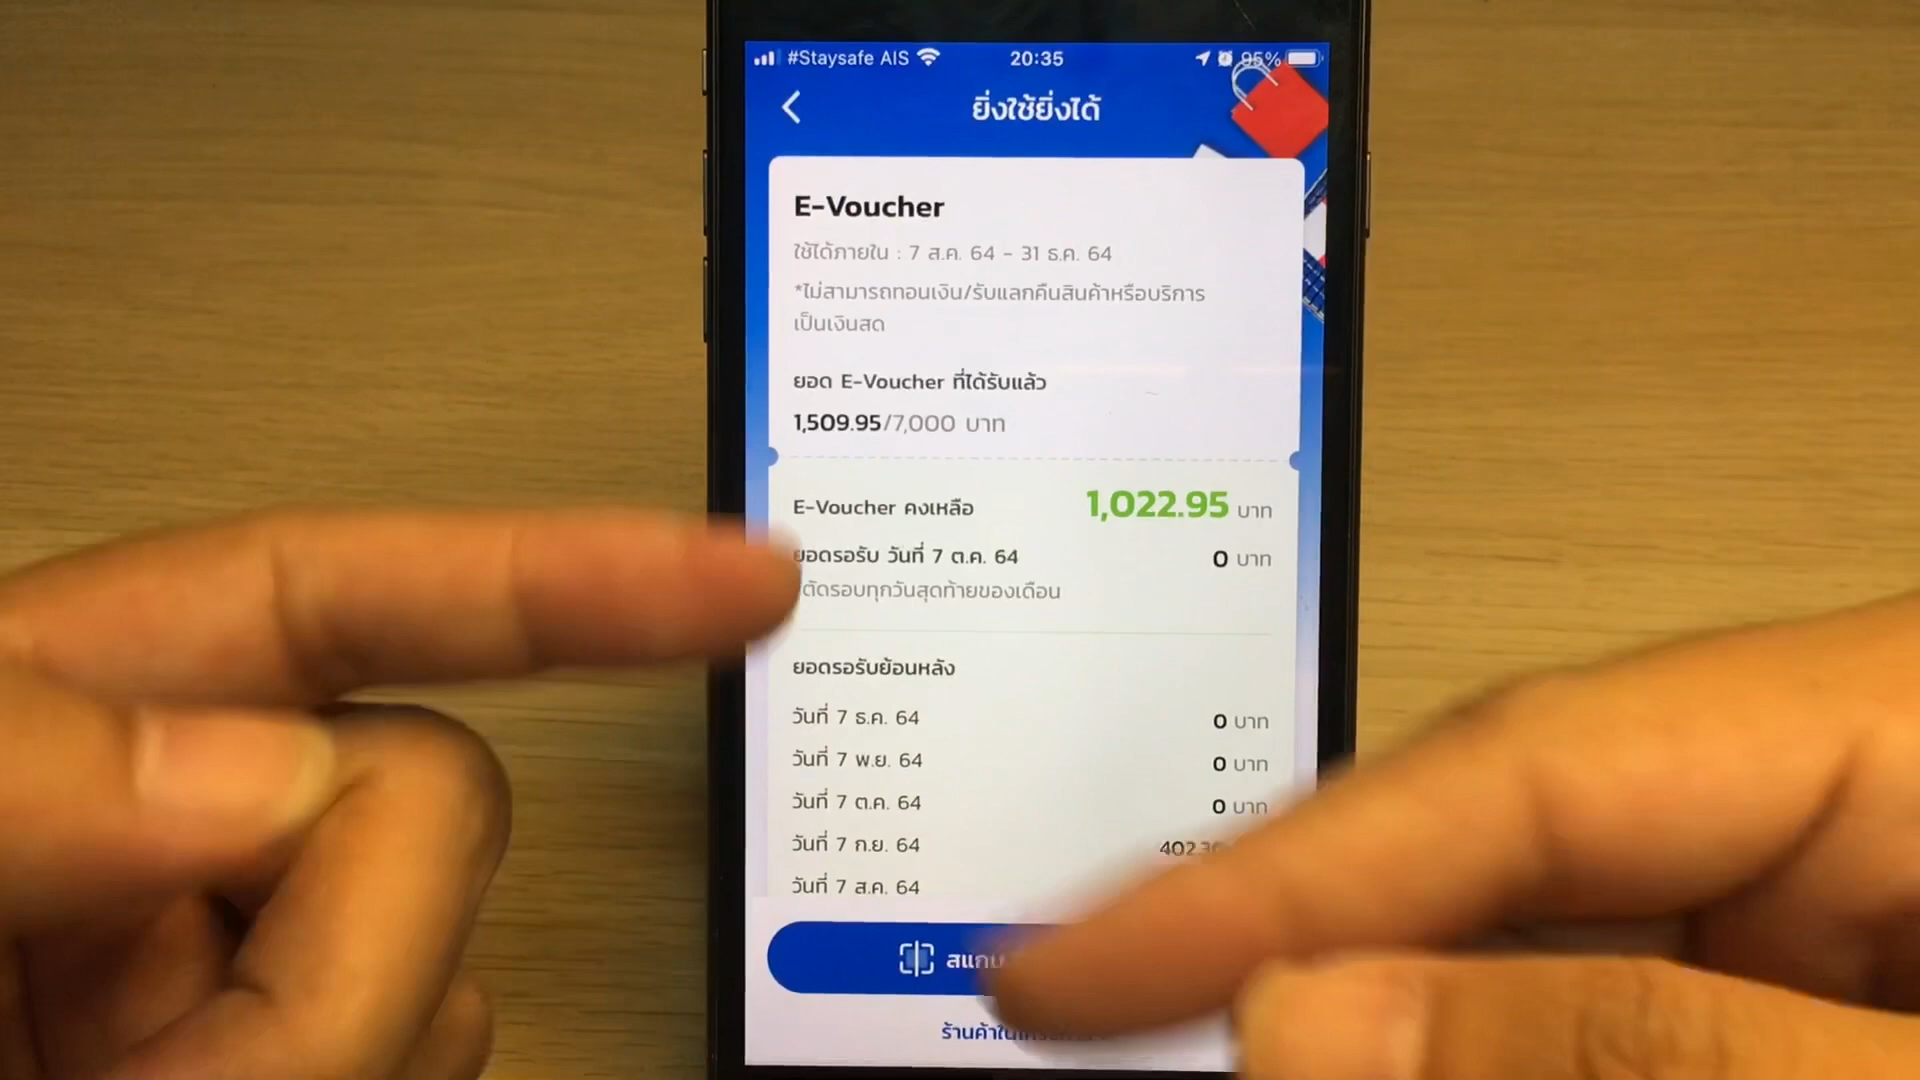 #Staysafe AIS 20:35 95%
ยิ่งใช้ยิ่งได้
E-Voucher
ใช้ได้ภายใน : 7 ส.ค. 64 - 31 ธ.ค. 64
*ไม่สามารถทอนเงิน/รับแลกคืนสินค้าหรือบริการ
เป็นเงินสด
ยอด E-Voucher ที่ได้รับแล้ว
1,509.95/7,000 บาท
E-Voucher คงเหลือ 1,022.95 บาท
ยอดรอรับ วันที่ 7 ต.ค. 64 0 บาท
ตัดรอบทุกวันสุดท้ายของเดือน
ยอดรอรับย้อนหลัง
วันที่ 7 ธ.ค. 64 0 บาท
วันที่ 7 พ.ย. 64 0 บาท
วันที่ 7 ต.ค. 64 0 บาท
วันที่ 7 ก.ย. 64
วันที่ 7 ส.ค. 64
สแกน